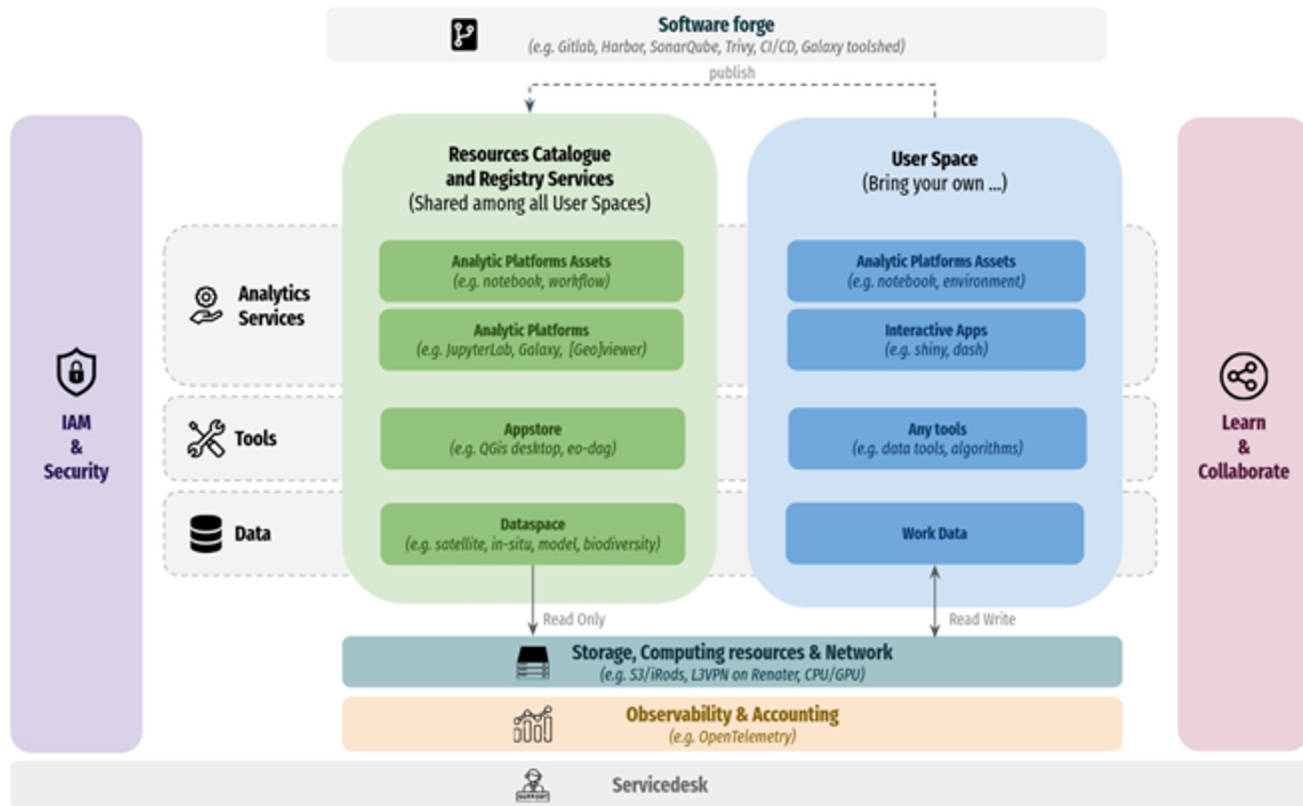 Software forge
(e.g. Gitlab, Harbor, SonarQube, Trivy, CI/CD, Galaxy toolshed)
publish
Resources Catalogue
and Registry Services
(Shared among all User Spaces)
User Space
(Bring your own ...)
Analytics
Services
Analytic Platforms Assets
(e.g. notebook, workflow)
Analytic Platforms Assets
(e.g. notebook, environment)
Analytic Platforms
(e.g. JupyterLab, Galaxy, [Geo]viewer)
Interactive Apps
(e.g. shiny, dash)
IAM
&
Security
Tools
Appstore
(e.g. QGis desktop, eo-dag)
Any tools
(e.g. data tools, algorithms)
Learn
&
Collaborate
Data
Dataspace
(e.g. satellite, in-situ, model, biodiversity)
Work Data
Read Only
Read Write
Storage, Computing resources & Network
(e.g. S3/iRods, L3VPN on Renater, CPU/GPU)
Observability & Accounting
(e.g. OpenTelemetry)
SUPPORT
Servicedesk